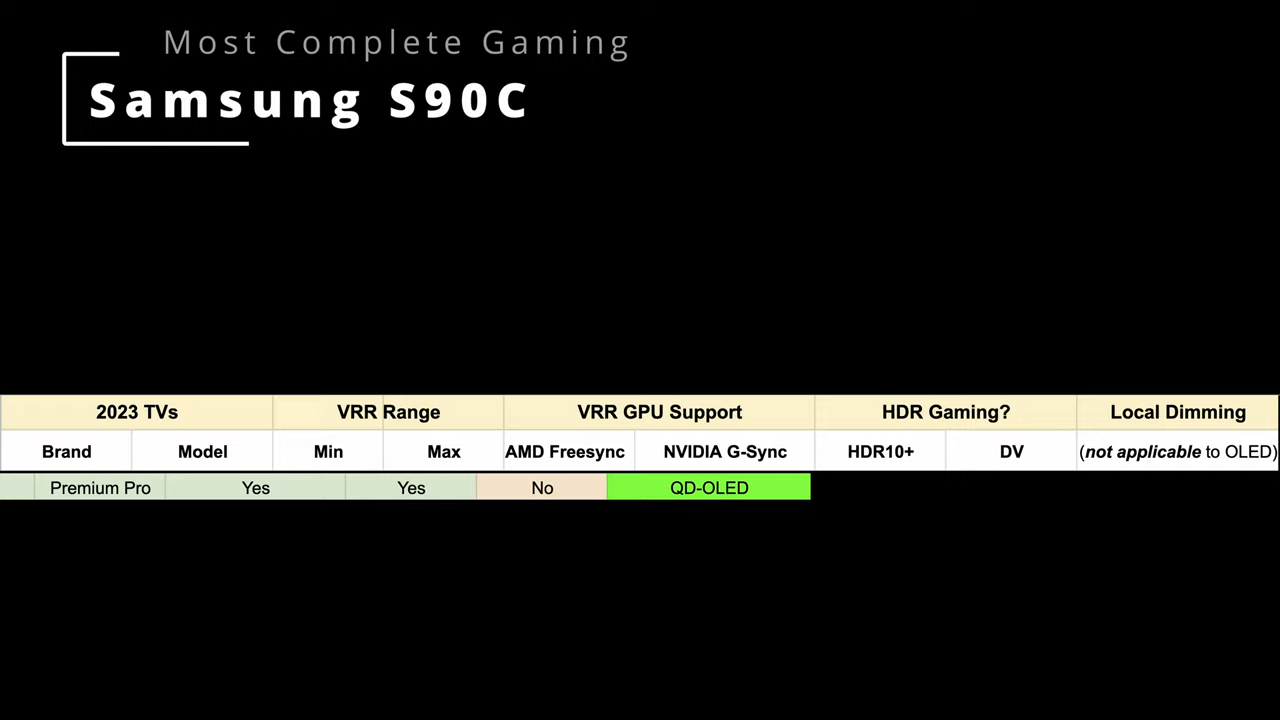 Most Complete Gaming
Samsung S90C
2023 TVs VRR Range VRR GPU Support HDR Gaming? Local Dimming
Brand Model Min Max AMD Freesync NVIDIA G-Sync HDR10+ DV (not applicable to OLED)
Premium Pro Yes Yes No QD-OLED